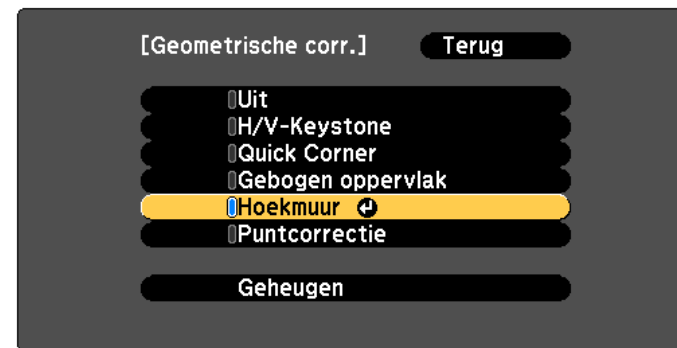 [Geometrische corr.] Terug
Uit
H/V-Keystone
Quick Corner
Gebogen oppervlak
Hoekmuur
Puntcorrectie
Geheugen